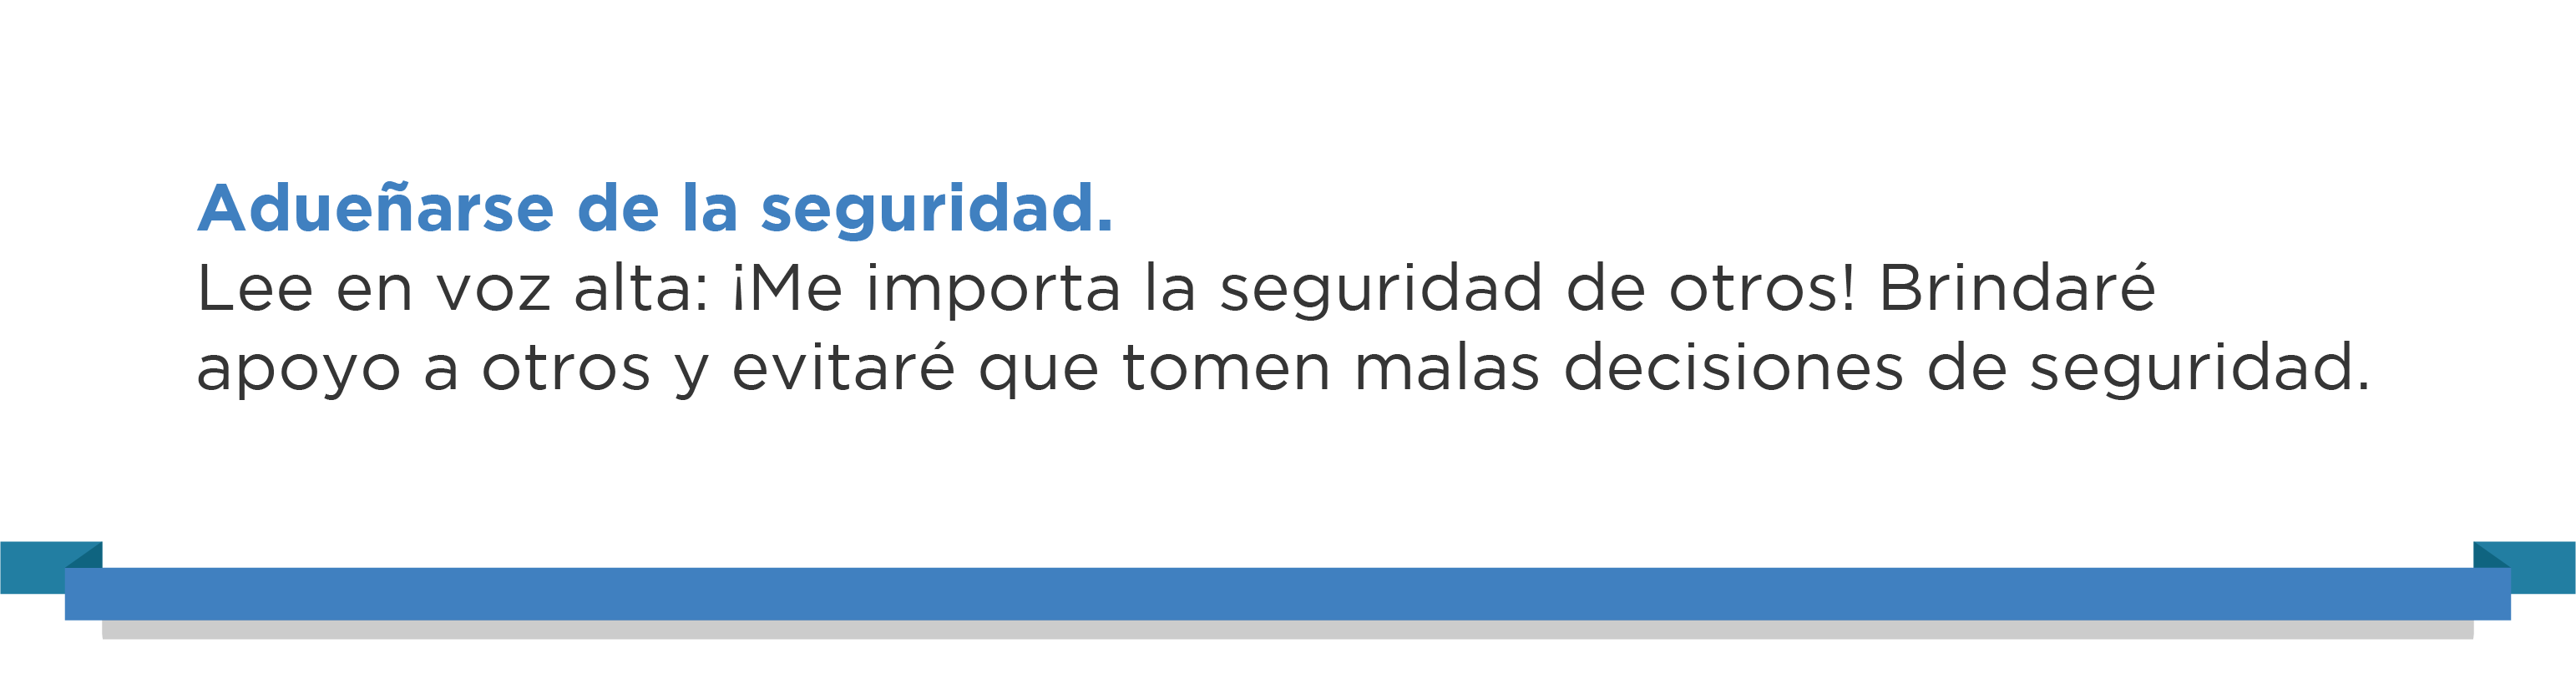 Adueñarse de la seguridad.
Lee en voz alta: ¡Me importa la seguridad de otros! Brindaré
apoyo a otros y evitaré que tomen malas decisiones de seguridad.